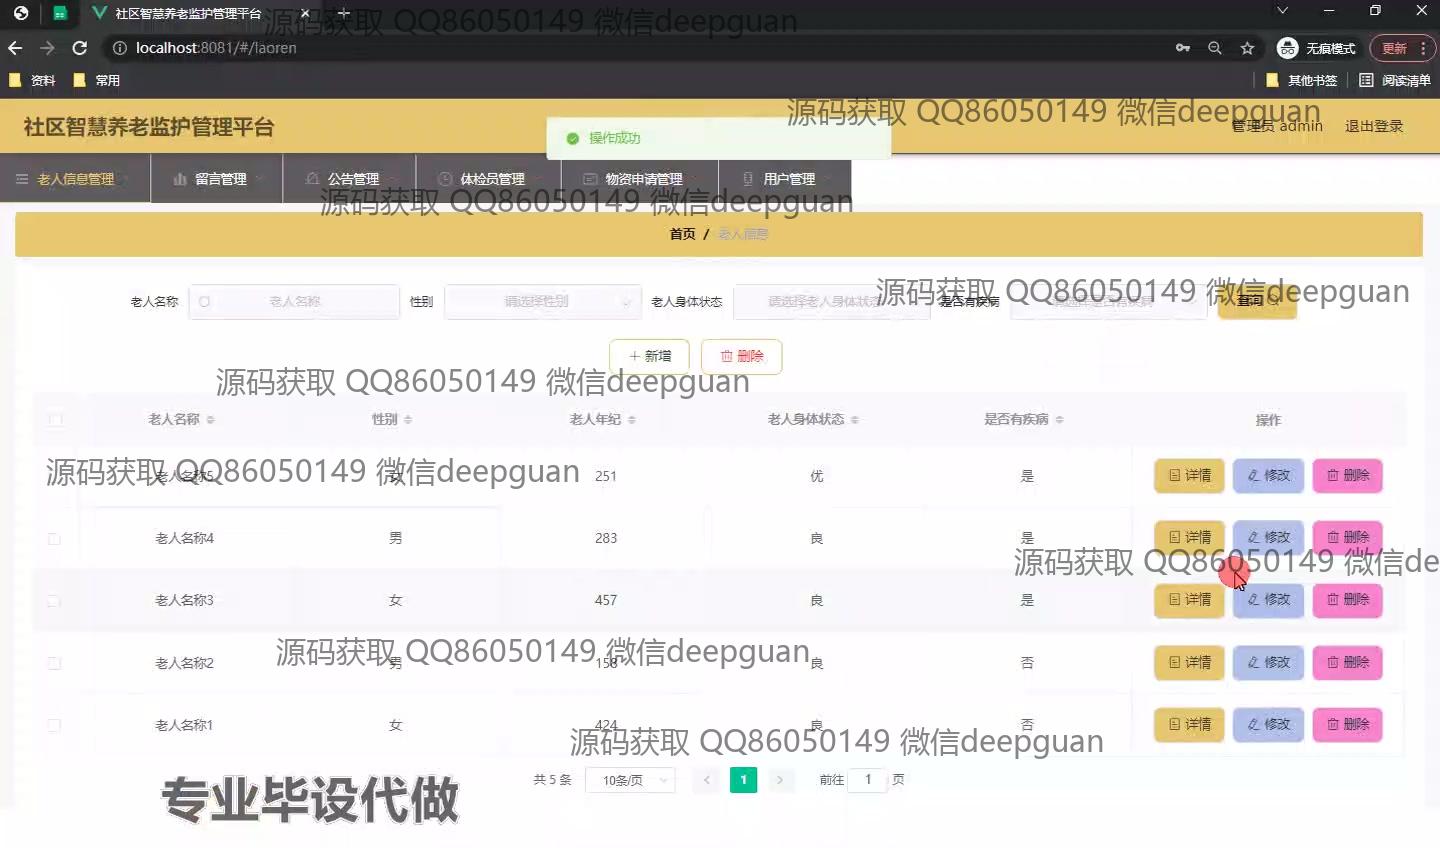 社区智慧养老监护管理平台
源码获取 QQ86050149 微信deepguan
localhost:8081/#/laoren
无痕模式
更新
资料
常用
其他书签
阅读清单
社区智慧养老监护管理平台
操作成功
源码获取 QQ86050149 微信deepguan
管理员 admin
退出登录
老人信息管理
留言管理
公告管理
体检员管理
物资申请管理
用户管理
源码获取 QQ86050149 微信deepguan
首页 / 老人信息
老人名称
老人名称
性别
请选择性别
老人身体状态
请选择老人身体状态
是否有疾病
请选择是否有疾病
查询
源码获取 QQ86050149 微信deepguan
新增
删除
源码获取 QQ86050149 微信deepguan
老人名称
性别
老人年纪
老人身体状态
是否有疾病
操作
老人名称5
251
优
是
详情
修改
删除
源码获取 QQ86050149 微信deepguan
老人名称4
男
283
良
是
详情
修改
删除
源码获取 QQ86050149 微信de
老人名称3
女
457
良
是
详情
修改
删除
老人名称2
男
158
良
否
详情
修改
删除
源码获取 QQ86050149 微信deepguan
老人名称1
女
424
良
否
详情
修改
删除
源码获取 QQ86050149 微信deepguan
共 5 条
10条/页
1
前往 1 页
专业毕设代做